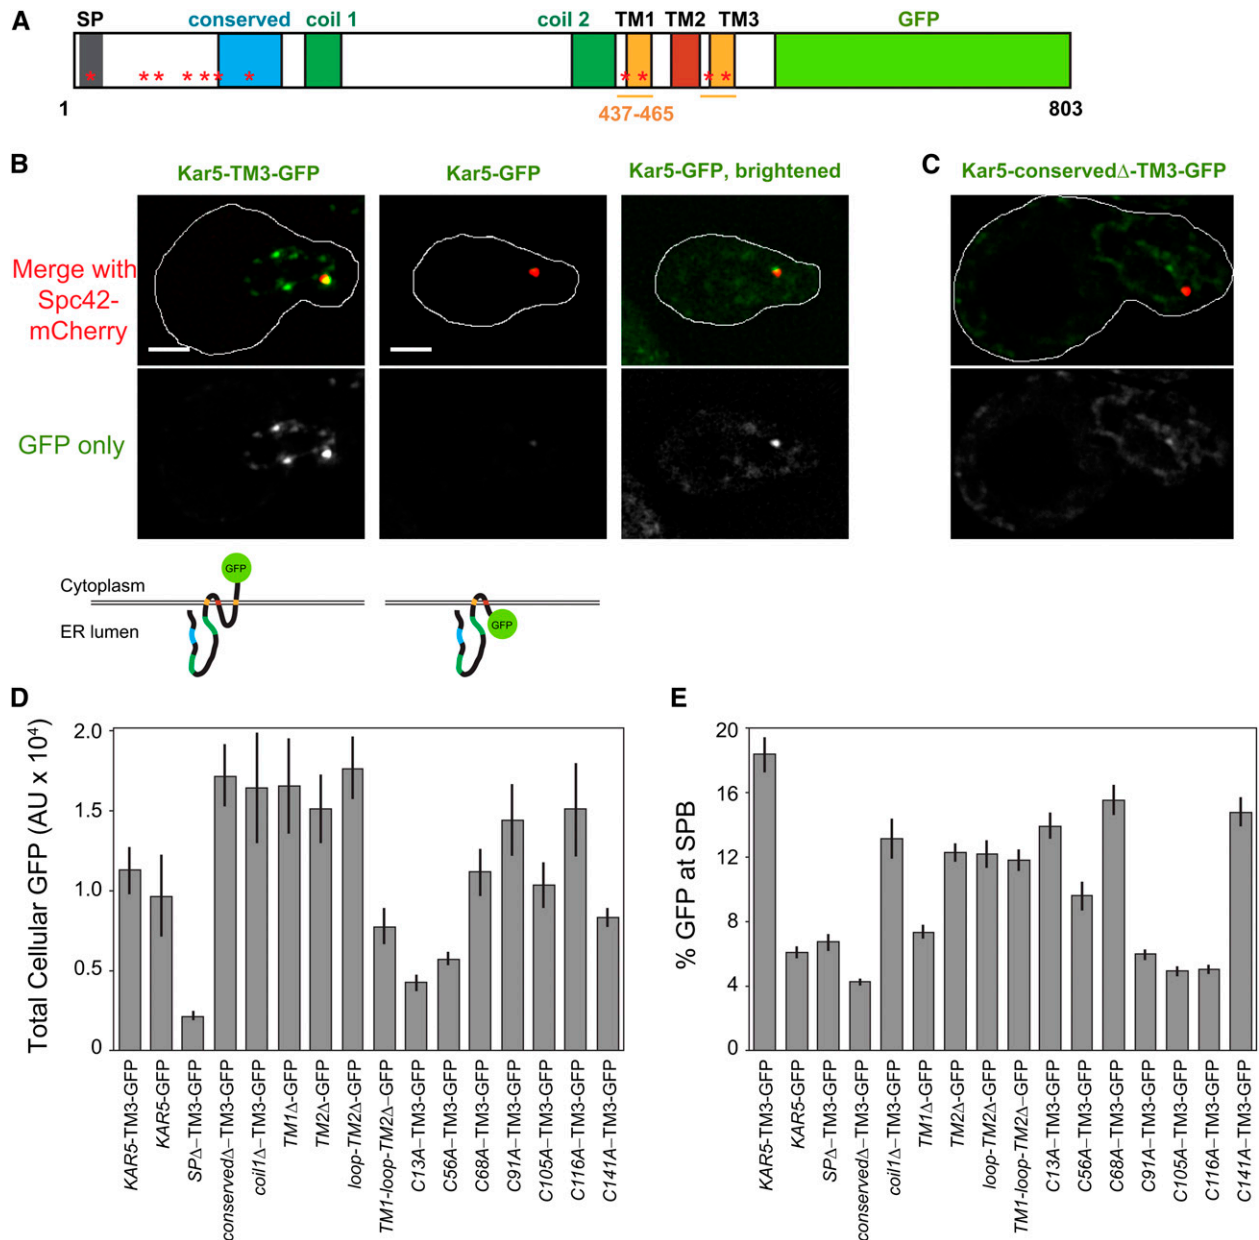 A
SP conserved coil 1 coil 2 TM1 TM2 TM3 GFP
* * * * * * * * * * *
1 437-465 803
B
Kar5-TM3-GFP Kar5-GFP Kar5-GFP, brightened
C
Kar5-conservedΔ-TM3-GFP
Merge with
Spc42-
mCherry
GFP only
Cytoplasm
ER lumen
GFP
GFP
D
Total Cellular GFP (AU x 10⁴)
2.0
1.5
1.0
0.5
0
KAR5-TM3-GFP
KAR5-GFP
SPΔ–TM3-GFP
conservedΔ–TM3-GFP
coil1Δ–TM3-GFP
TM1Δ-GFP
TM2Δ-GFP
loop-TM2Δ-GFP
TM1-loop-TM2Δ–GFP
C13A–TM3-GFP
C56A–TM3-GFP
C68A–TM3-GFP
C91A–TM3-GFP
C105A–TM3-GFP
C116A–TM3-GFP
C141A–TM3-GFP
E
% GFP at SPB
20
16
12
8
4
0
KAR5-TM3-GFP
KAR5-GFP
SPΔ–TM3-GFP
conservedΔ–TM3-GFP
coil1Δ–TM3-GFP
TM1Δ-GFP
TM2Δ-GFP
loop-TM2Δ-GFP
TM1-loop-TM2Δ–GFP
C13A–TM3-GFP
C56A–TM3-GFP
C68A–TM3-GFP
C91A–TM3-GFP
C105A–TM3-GFP
C116A–TM3-GFP
C141A–TM3-GFP